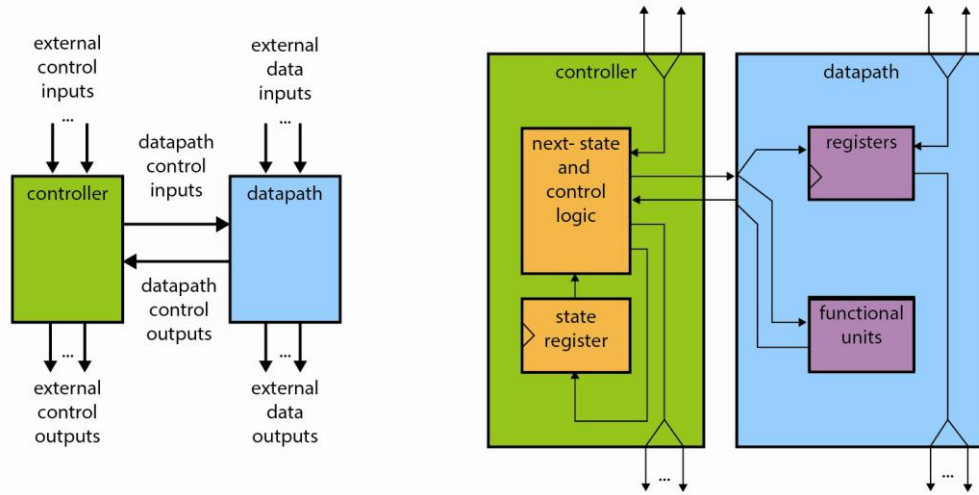 external
control
inputs
...
external
data
inputs
...
datapath
control
inputs
controller
datapath
datapath
control
outputs
...
external
control
outputs
...
external
data
outputs
controller
next- state
and
control
logic
state
register
...
datapath
registers
functional
units
...